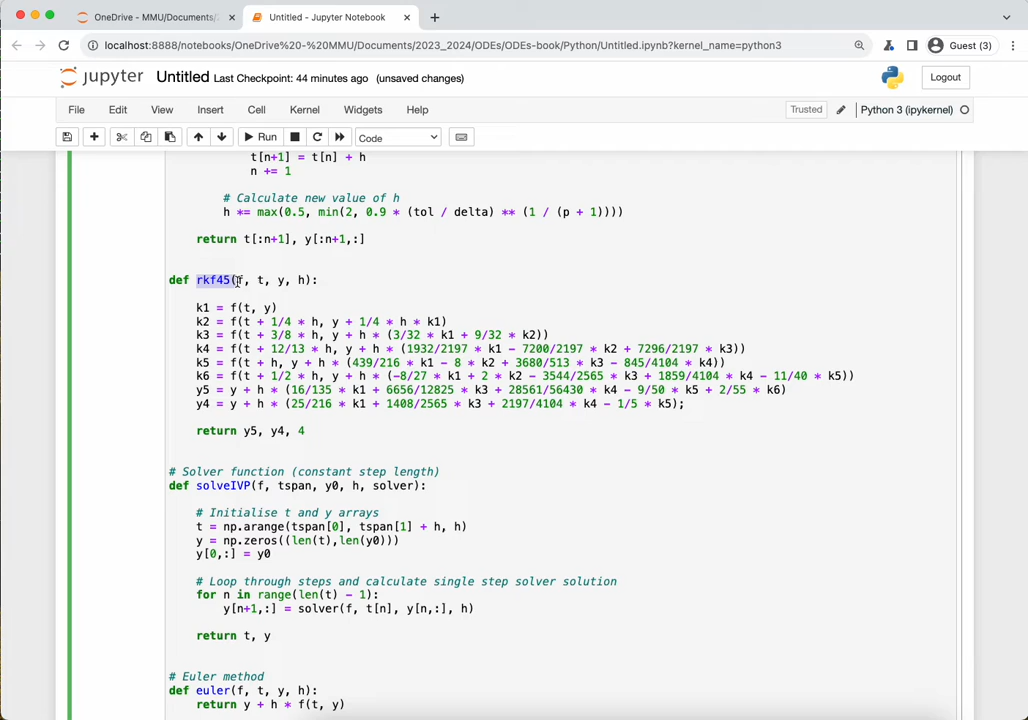 OneDrive - MMU/Documents/2
Untitled - Jupyter Notebook
localhost:8888/notebooks/OneDrive%20-%20MMU/Documents/2023_2024/ODEs/ODEs-book/Python/Untitled.ipynb?kernel_name=python3
Guest (3)
jupyter Untitled Last Checkpoint: 44 minutes ago (unsaved changes)
Logout
File Edit View Insert Cell Kernel Widgets Help
Trusted
Python 3 (ipykernel)
Run
Code
t[n+1] = t[n] + h
n += 1
# Calculate new value of h
h *= max(0.5, min(2, 0.9 * (tol / delta) ** (1 / (p + 1))))
return t[:n+1], y[:n+1,:]
def rkf45(f, t, y, h):
k1 = f(t, y)
k2 = f(t + 1/4 * h, y + 1/4 * h * k1)
k3 = f(t + 3/8 * h, y + h * (3/32 * k1 + 9/32 * k2))
k4 = f(t + 12/13 * h, y + h * (1932/2197 * k1 - 7200/2197 * k2 + 7296/2197 * k3))
k5 = f(t + h, y + h * (439/216 * k1 - 8 * k2 + 3680/513 * k3 - 845/4104 * k4))
k6 = f(t + 1/2 * h, y + h * (-8/27 * k1 + 2 * k2 - 3544/2565 * k3 + 1859/4104 * k4 - 11/40 * k5))
y5 = y + h * (16/135 * k1 + 6656/12825 * k3 + 28561/56430 * k4 - 9/50 * k5 + 2/55 * k6)
y4 = y + h * (25/216 * k1 + 1408/2565 * k3 + 2197/4104 * k4 - 1/5 * k5);
return y5, y4, 4
# Solver function (constant step length)
def solveIVP(f, tspan, y0, h, solver):
# Initialise t and y arrays
t = np.arange(tspan[0], tspan[1] + h, h)
y = np.zeros((len(t),len(y0)))
y[0,:] = y0
# Loop through steps and calculate single step solver solution
for n in range(len(t) - 1):
y[n+1,:] = solver(f, t[n], y[n,:], h)
return t, y
# Euler method
def euler(f, t, y, h):
return y + h * f(t, y)